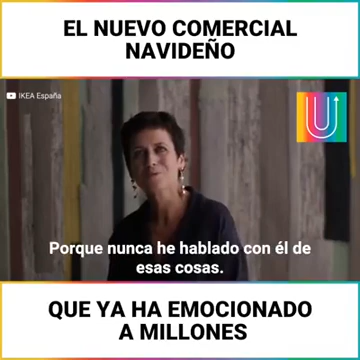 EL NUEVO COMERCIAL
NAVIDEÑO
IKEA España
U
Porque nunca he hablado con él de
esas cosas.
QUE YA HA EMOCIONADO
A MILLONES